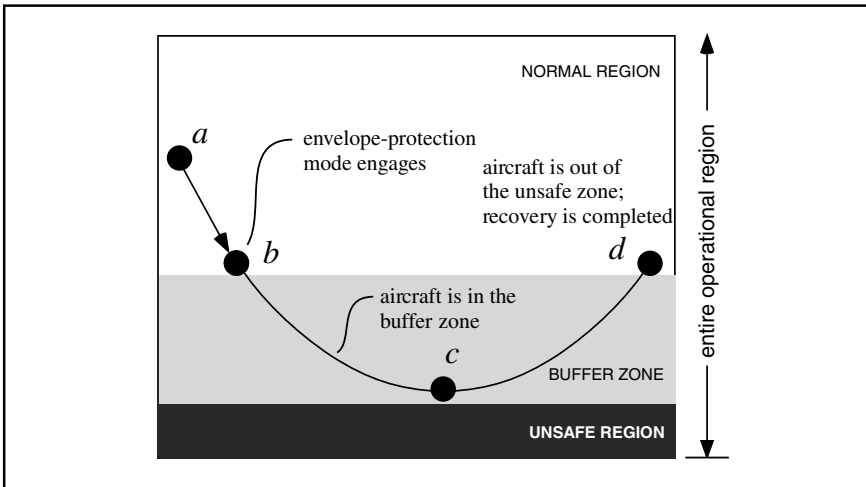 NORMAL REGION
a
envelope-protection
mode engages
aircraft is out of
the unsafe zone;
recovery is completed
b
d
aircraft is in the
buffer zone
c
BUFFER ZONE
UNSAFE REGION
entire operational region